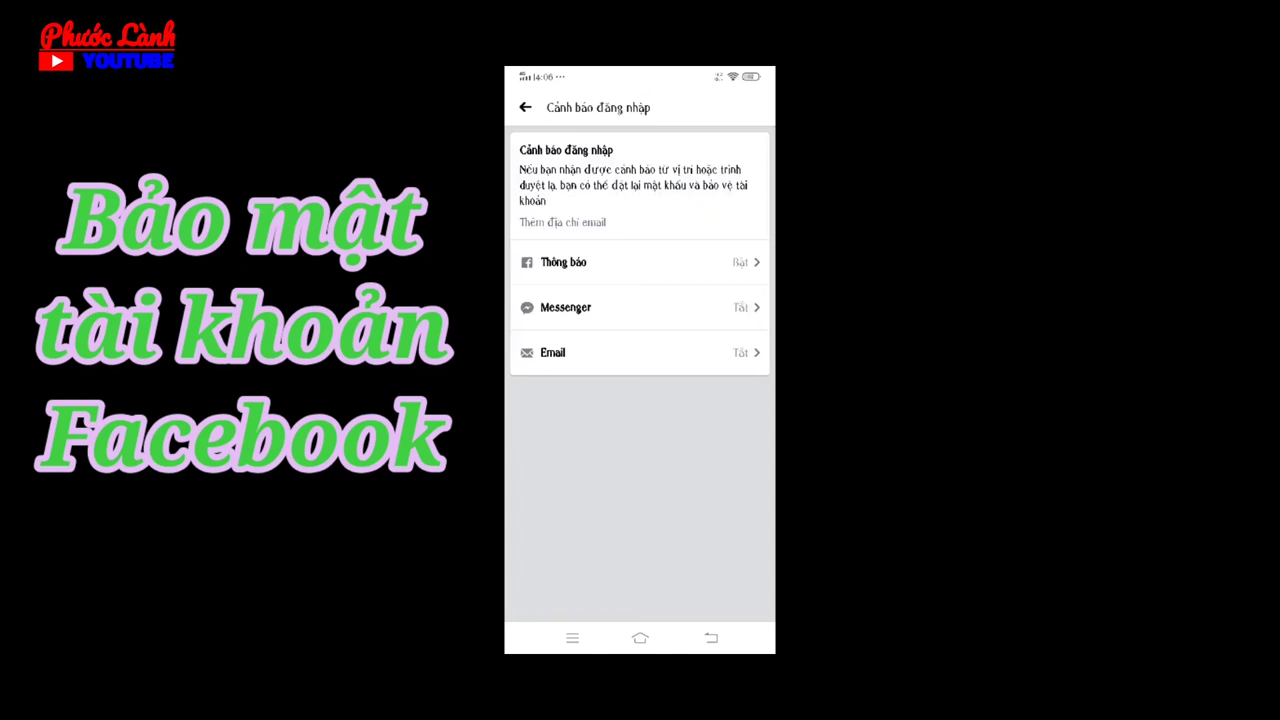 Phước Lành
YOUTUBE
Bảo mật
tài khoản
Facebook
14:06
Cảnh báo đăng nhập
Cảnh báo đăng nhập
Nếu bạn nhận được cảnh báo từ vị trí hoặc trình
duyệt lạ, bạn có thể đặt lại mật khẩu và bảo vệ tài
khoản
Thêm địa chỉ email
Thông báo Bật
Messenger Tắt
Email Tắt